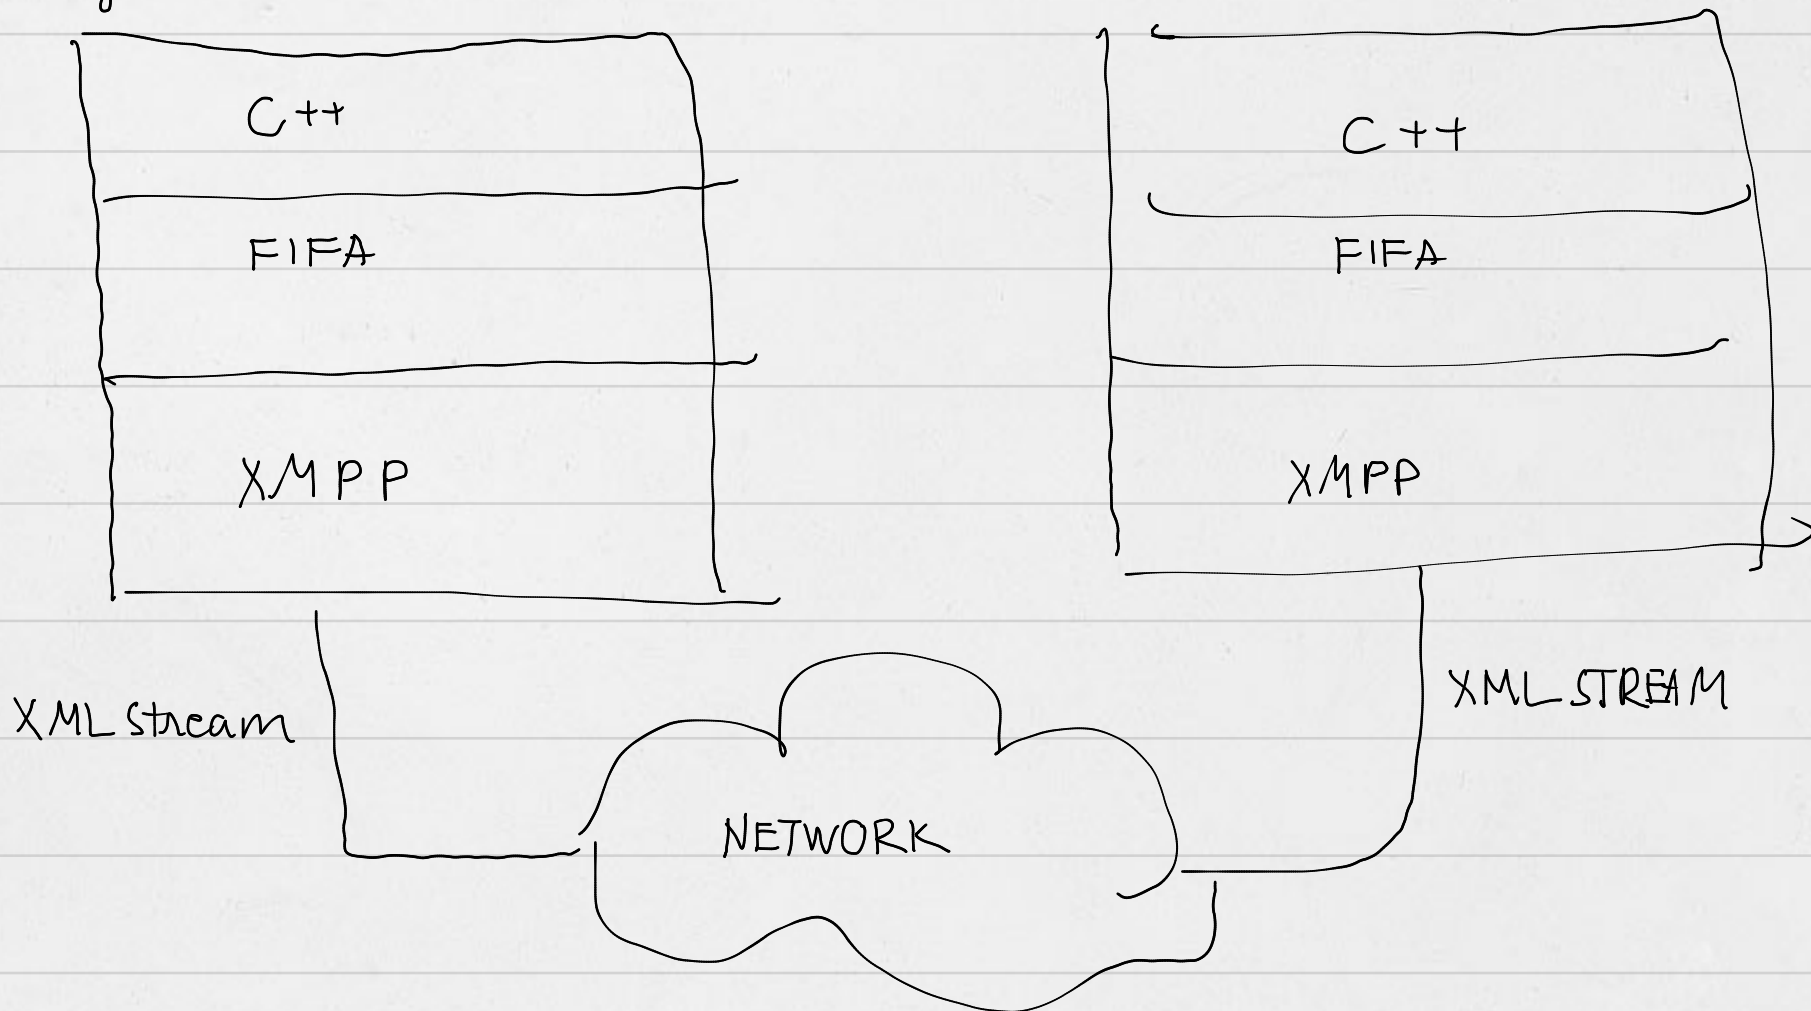 C++
C++
FIFA
FIFA
XMPP
XMPP
XML stream
XML STREAM
NETWORK